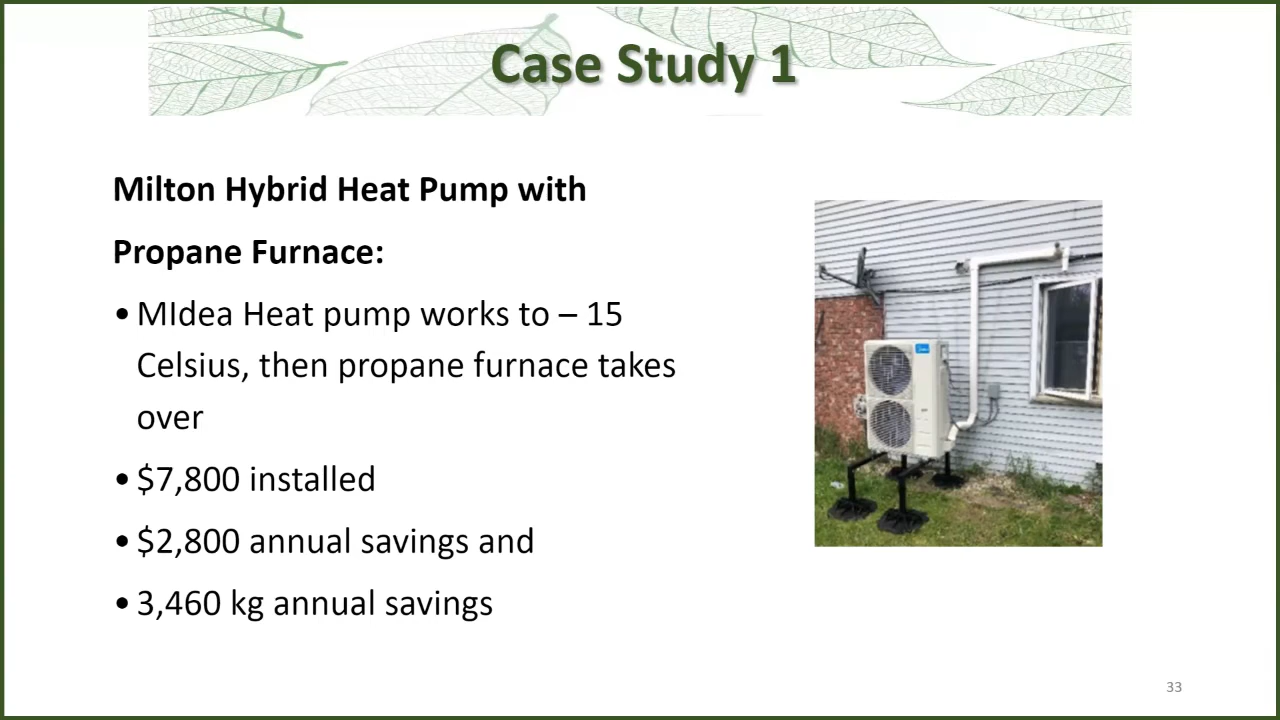 Case Study 1
Milton Hybrid Heat Pump with
Propane Furnace:
• MIdea Heat pump works to – 15
Celsius, then propane furnace takes
over
• $7,800 installed
• $2,800 annual savings and
• 3,460 kg annual savings
33